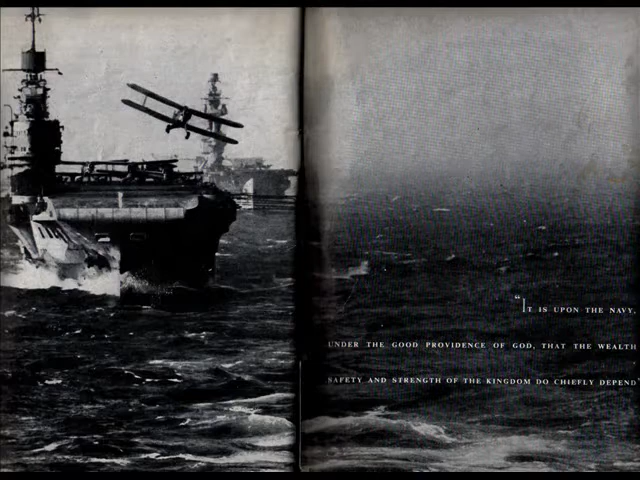 “IT IS UPON THE NAVY,
UNDER THE GOOD PROVIDENCE OF GOD, THAT THE WEALTH
SAFETY AND STRENGTH OF THE KINGDOM DO CHIEFLY DEPEND